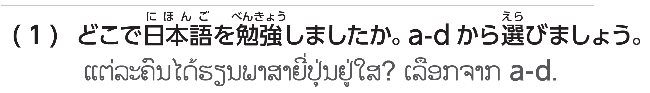 (1) どこで日本語を勉強しましたか。a-dから選びましょう。
ແຕ່ລະຄົນໄດ້ຮຽນພາສາຍີ່ປຸ່ນຢູ່ໃສ? ເລືອກຈາກ a-d.